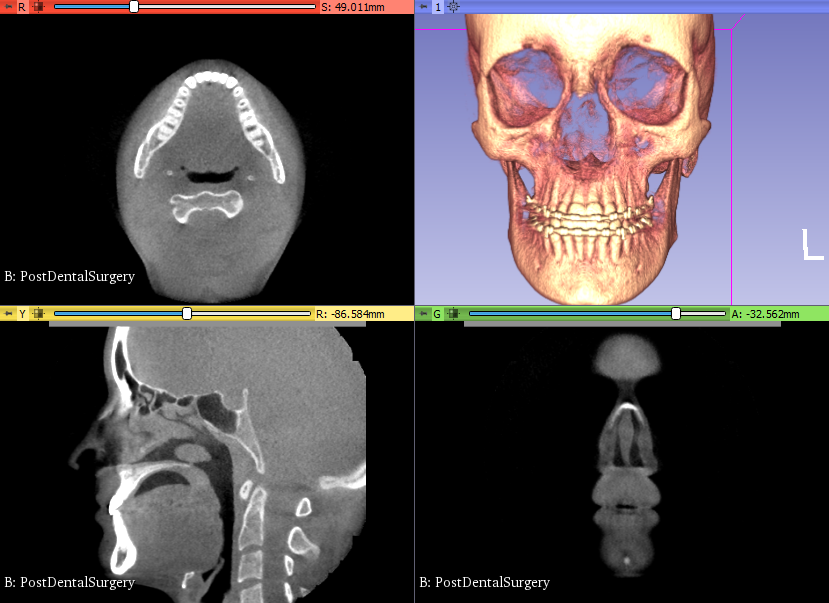 R S: 49.011mm
1
B: PostDentalSurgery
L
Y R: -86.584mm
G A: -32.562mm
B: PostDentalSurgery
B: PostDentalSurgery